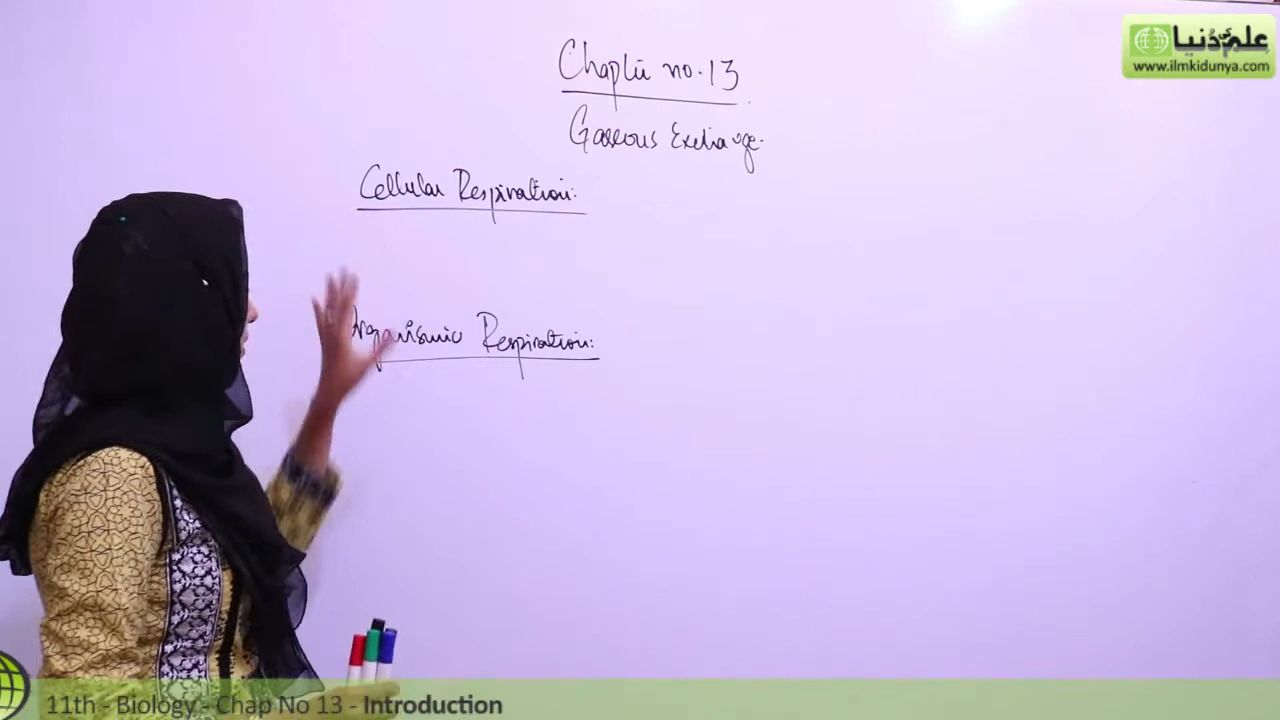 علم کی دنیا
www.ilmkidunya.com
Chapter no. 13
Gaseous Exchange.
Cellular Respiration:
Organismic Respiration:
11th - Biology - Chap No 13 - Introduction